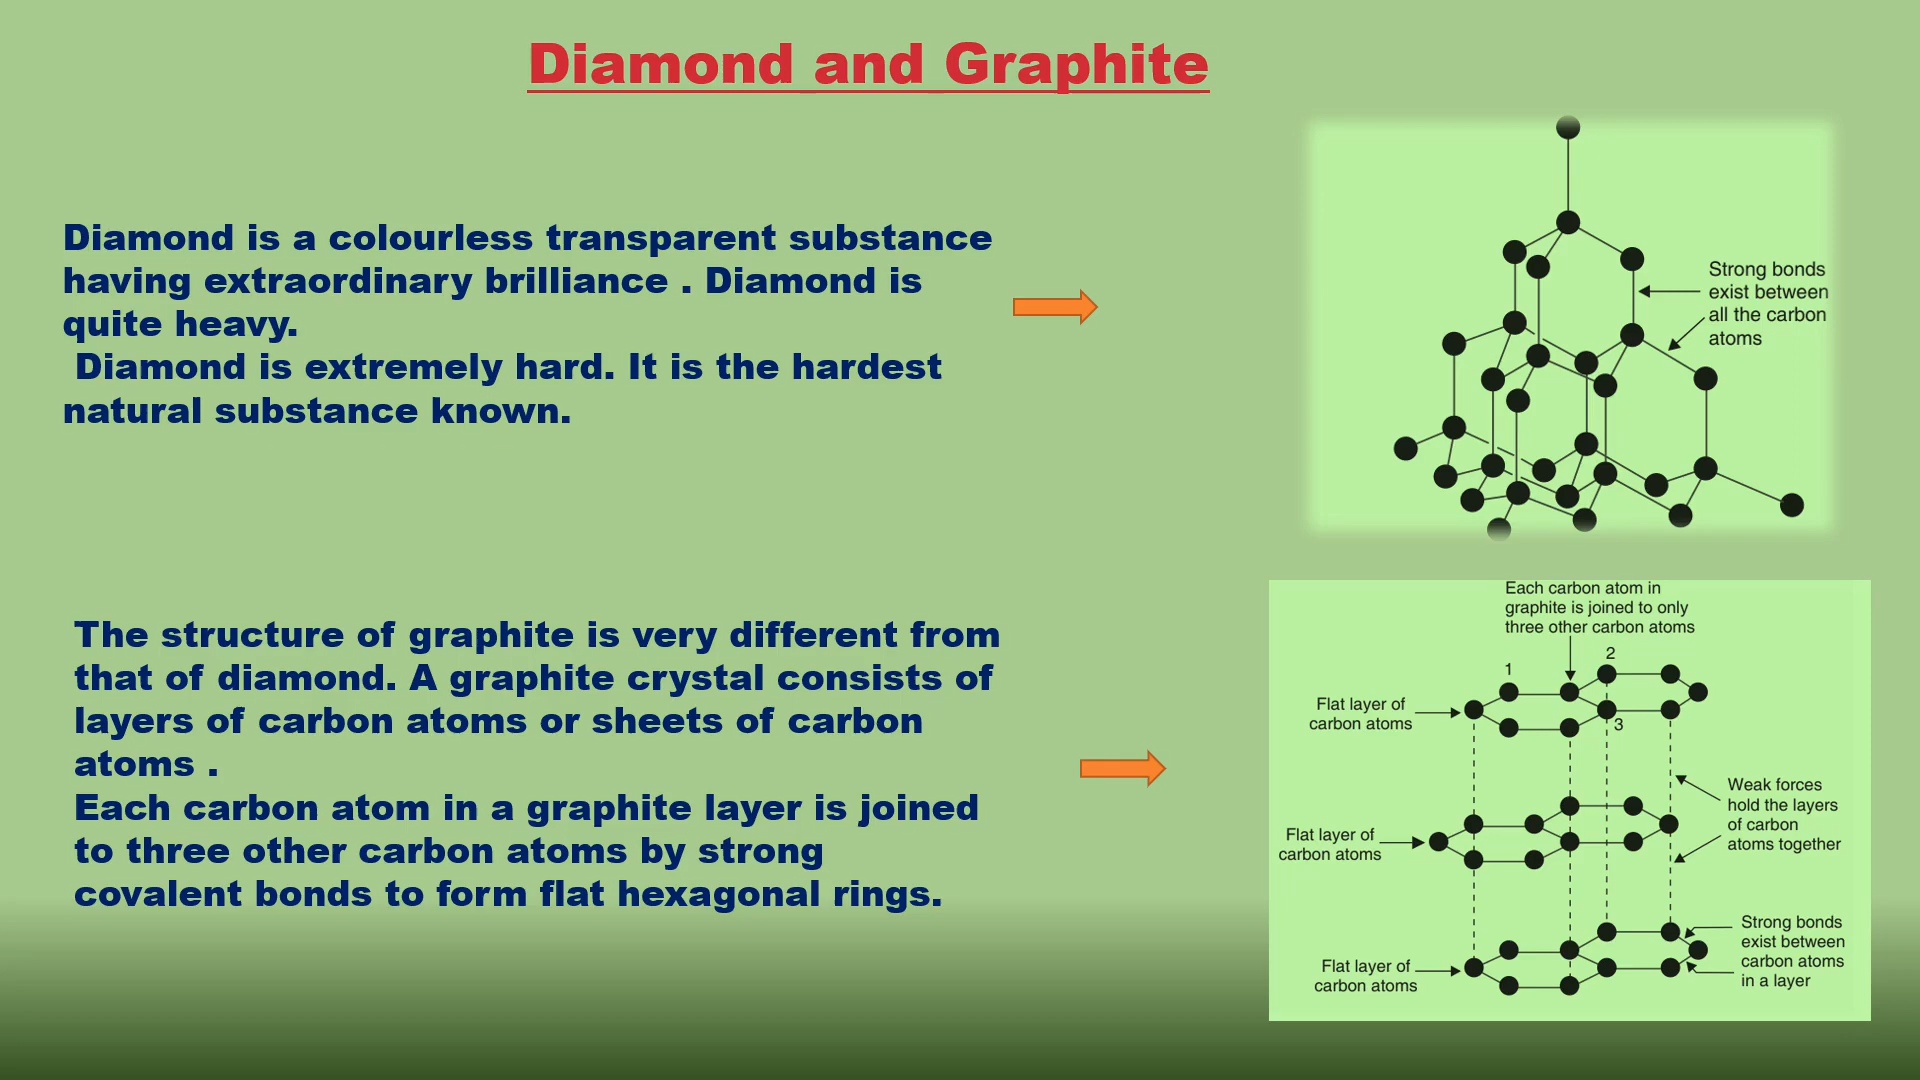 Diamond and Graphite
Diamond is a colourless transparent substance
having extraordinary brilliance . Diamond is
quite heavy.
Diamond is extremely hard. It is the hardest
natural substance known.
Strong bonds
exist between
all the carbon
atoms
The structure of graphite is very different from
that of diamond. A graphite crystal consists of
layers of carbon atoms or sheets of carbon
atoms .
Each carbon atom in a graphite layer is joined
to three other carbon atoms by strong
covalent bonds to form flat hexagonal rings.
Each carbon atom in
graphite is joined to only
three other carbon atoms
1
2
3
Flat layer of
carbon atoms
Weak forces
hold the layers
of carbon
atoms together
Flat layer of
carbon atoms
Strong bonds
exist between
carbon atoms
in a layer
Flat layer of
carbon atoms